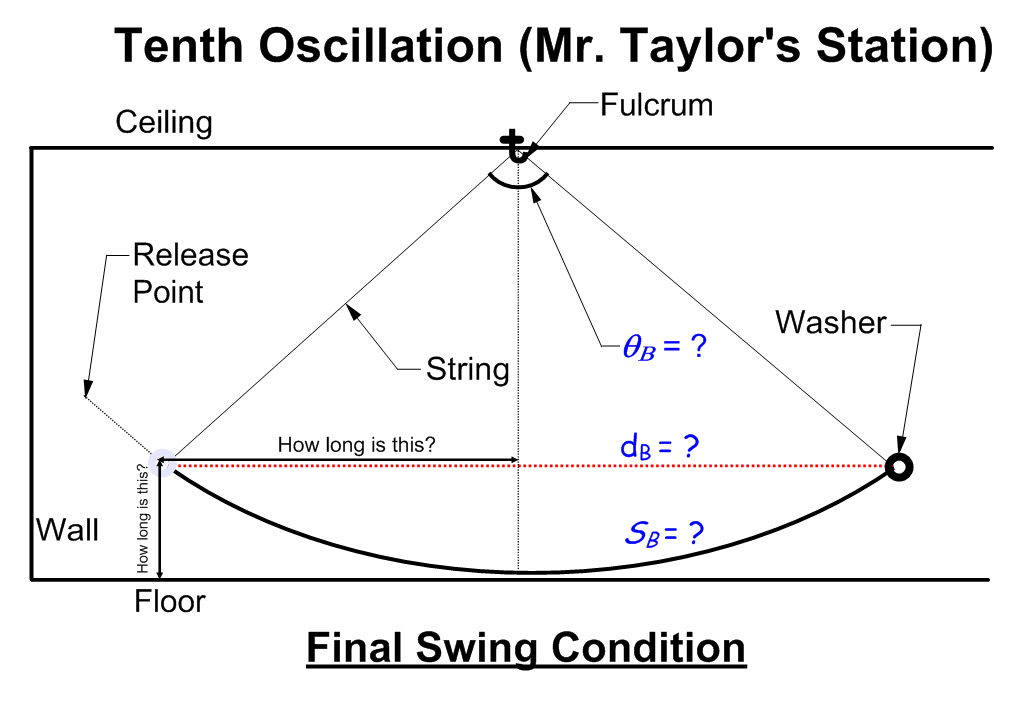 Tenth Oscillation (Mr. Taylor's Station)
Fulcrum
Ceiling
Release
Point
Washer
θB = ?
String
How long is this?
dB = ?
How long is this?
Wall
SB = ?
Floor
Final Swing Condition